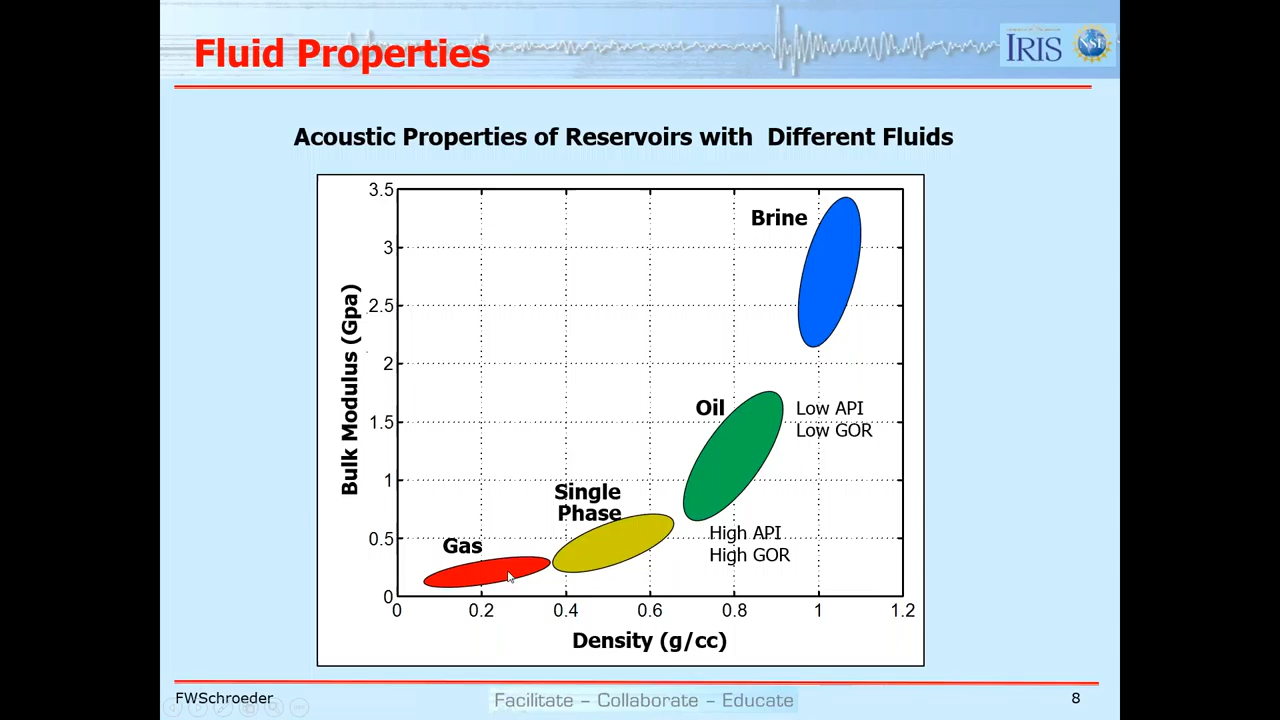 Fluid Properties
IRIS
NSF
Acoustic Properties of Reservoirs with Different Fluids
3.5
3
2.5
2
1.5
1
0.5
0
Bulk Modulus (Gpa)
Brine
Oil
Low API
Low GOR
Single
Phase
High API
High GOR
Gas
0 0.2 0.4 0.6 0.8 1 1.2
Density (g/cc)
FWSchroeder
Facilitate – Collaborate – Educate
8